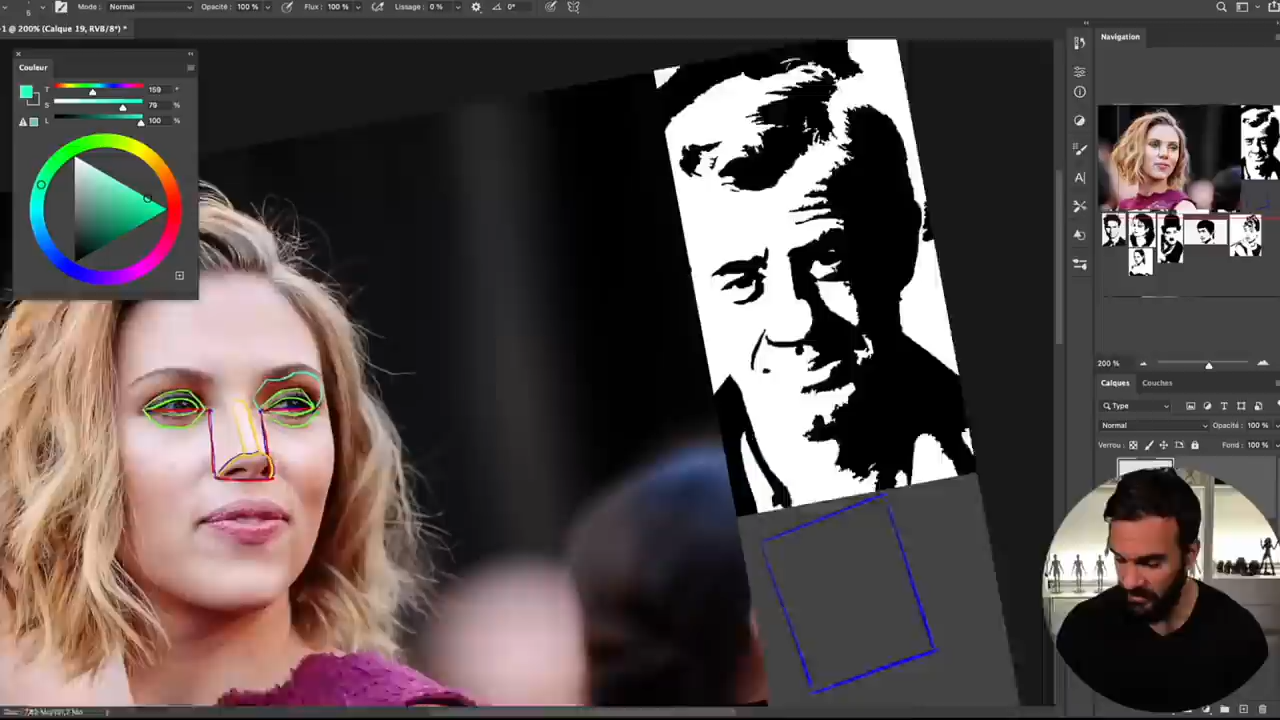 Mode : Normal Opacité : 100 % Flux : 100 % Lissage : 0 % 0°
-1 @ 200% (Calque 19, RVB/8*) *
Couleur
T 159 °
S 79 %
L 100 %
Navigation
200 %
Calques Couches
Type
Normal Opacité : 100 %
Verrou : Fond : 100 %